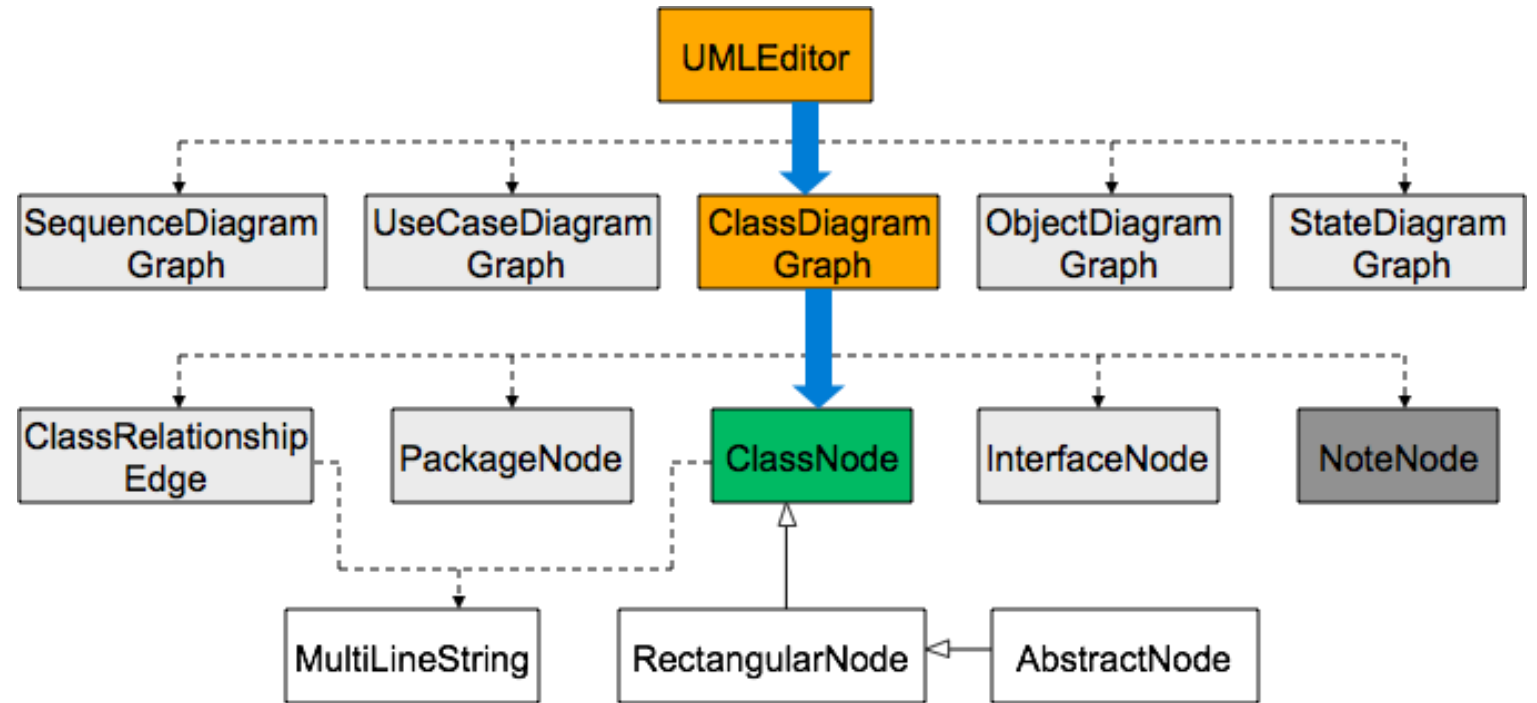 UMLEditor
SequenceDiagram
Graph
UseCaseDiagram
Graph
ClassDiagram
Graph
ObjectDiagram
Graph
StateDiagram
Graph
ClassRelationship
Edge
PackageNode
ClassNode
InterfaceNode
NoteNode
MultiLineString
RectangularNode
AbstractNode